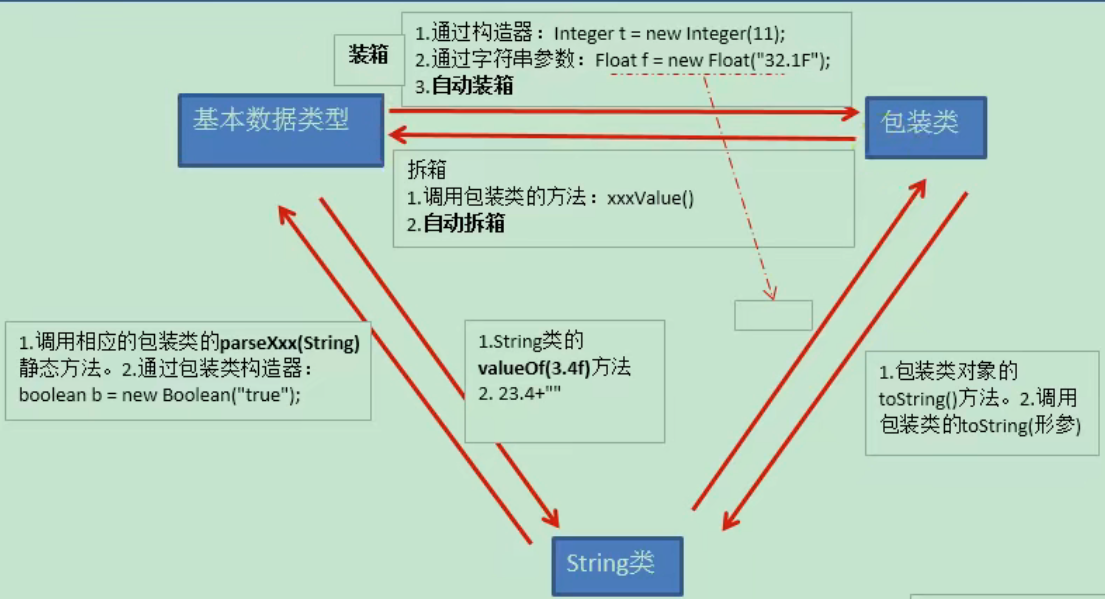 装箱
1.通过构造器：Integer t = new Integer(11);
2.通过字符串参数：Float f = new Float("32.1F");
3.自动装箱
基本数据类型
包装类
拆箱
1.调用包装类的方法：xxxValue()
2.自动拆箱
1.调用相应的包装类的parseXxx(String)
静态方法。2.通过包装类构造器：
boolean b = new Boolean("true");
1.String类的
valueOf(3.4f)方法
2. 23.4+""
1.包装类对象的
toString()方法。2.调用
包装类的toString(形参)
String类